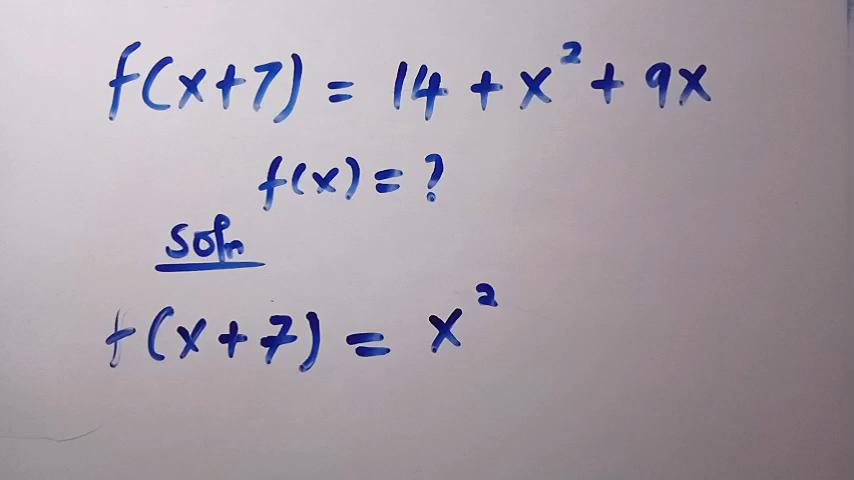 f(x+7) = 14 + x² + 9x
f(x) = ?
Soln
f(x+7) = x²